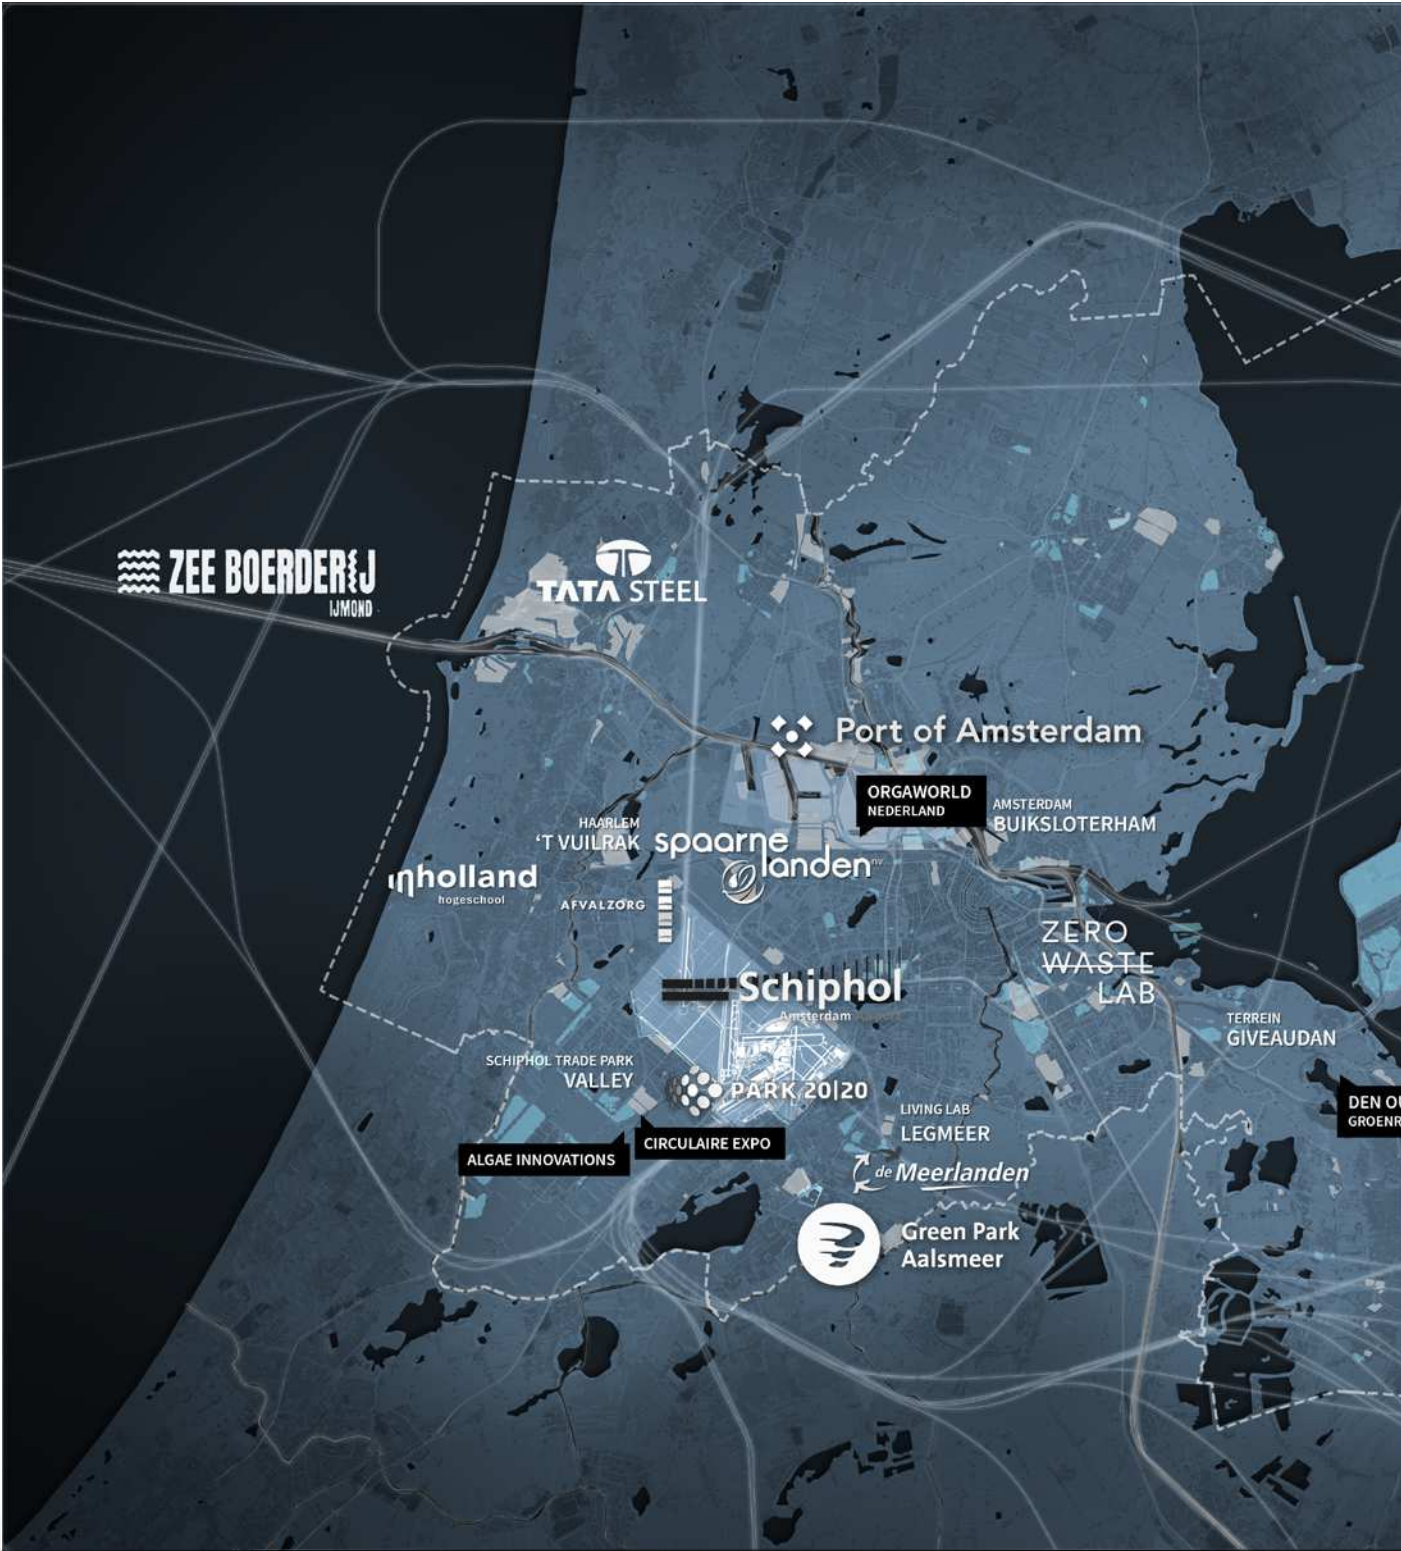 ZEE BOERDERIJ
IJMOND
TATA STEEL
Port of Amsterdam
ORGAWORLD
NEDERLAND
AMSTERDAM
BUIKSLOTERHAM
HAARLEM
'T VUILRAK
spaarne
landen nv
inholland
hogeschool
AFVALZORG
ZERO
WASTE
LAB
Schiphol
Amsterdam
TERREIN
GIVEAUDAN
SCHIPHOL TRADE PARK
VALLEY
PARK 20|20
DEN OU
GROENR
LIVING LAB
LEGMEER
CIRCULAIRE EXPO
ALGAE INNOVATIONS
de Meerlanden
Green Park
Aalsmeer